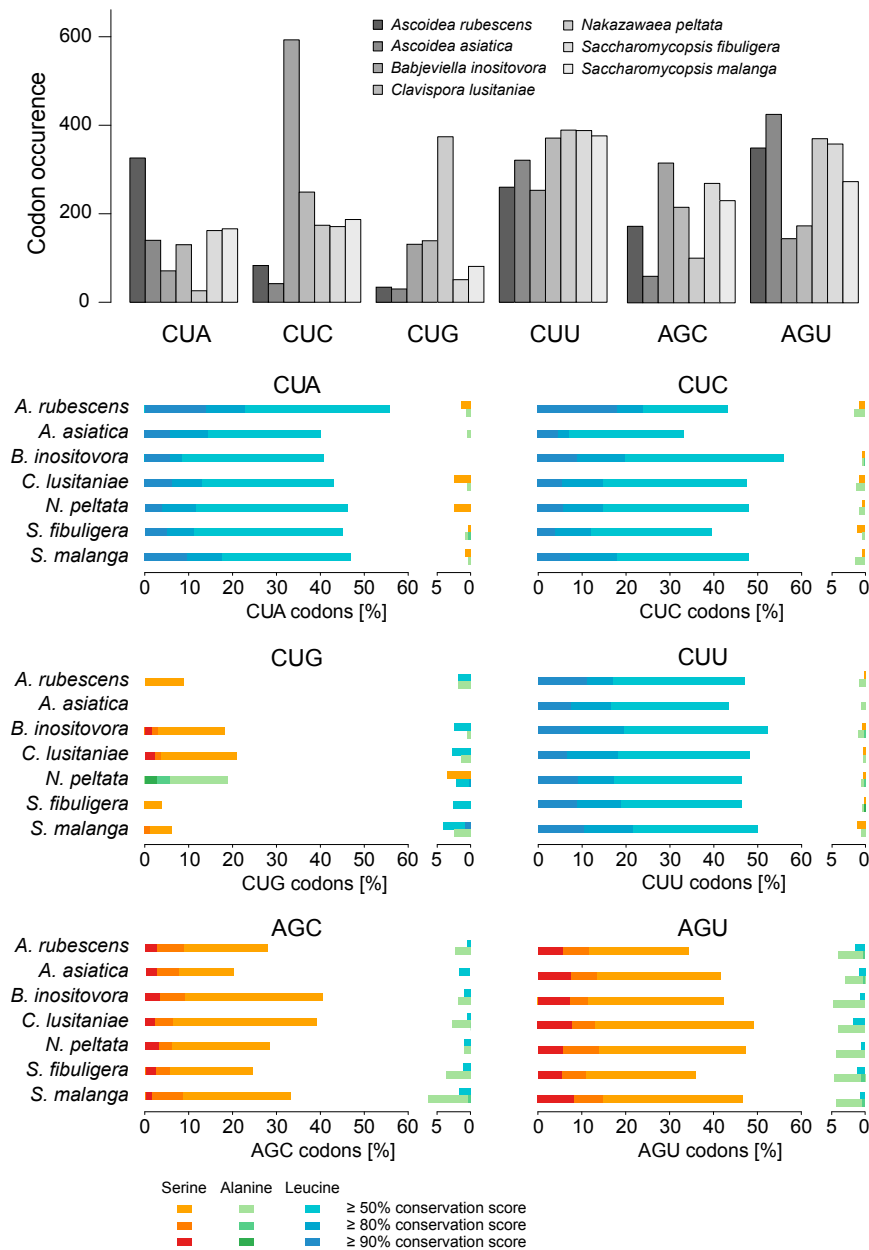 Codon occurence
600
400
200
0
Ascoidea rubescens
Ascoidea asiatica
Babjeviella inositovora
Clavispora lusitaniae
Nakazawaea peltata
Saccharomycopsis fibuligera
Saccharomycopsis malanga
CUA CUC CUG CUU AGC AGU
CUA
A. rubescens
A. asiatica
B. inositovora
C. lusitaniae
N. peltata
S. fibuligera
S. malanga
0 10 20 30 40 50 60 5 0
CUA codons [%]
CUC
0 10 20 30 40 50 60 5 0
CUC codons [%]
CUG
A. rubescens
A. asiatica
B. inositovora
C. lusitaniae
N. peltata
S. fibuligera
S. malanga
0 10 20 30 40 50 60 5 0
CUG codons [%]
CUU
0 10 20 30 40 50 60 5 0
CUU codons [%]
AGC
A. rubescens
A. asiatica
B. inositovora
C. lusitaniae
N. peltata
S. fibuligera
S. malanga
0 10 20 30 40 50 60 5 0
AGC codons [%]
AGU
0 10 20 30 40 50 60 5 0
AGU codons [%]
Serine Alanine Leucine
≥ 50% conservation score
≥ 80% conservation score
≥ 90% conservation score